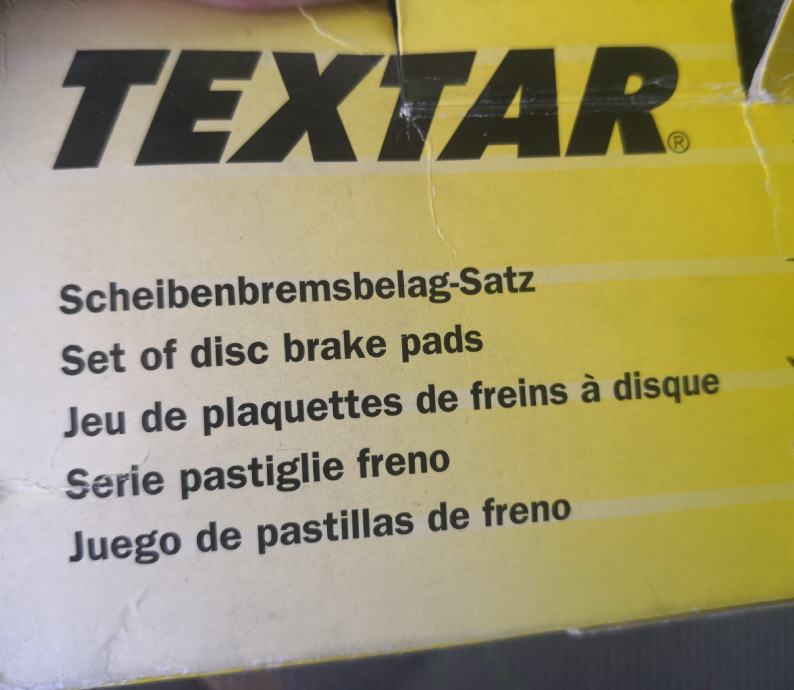 TEXTAR®
Scheibenbremsbelag-Satz
Set of disc brake pads
Jeu de plaquettes de freins à disque
Serie pastiglie freno
Juego de pastillas de freno